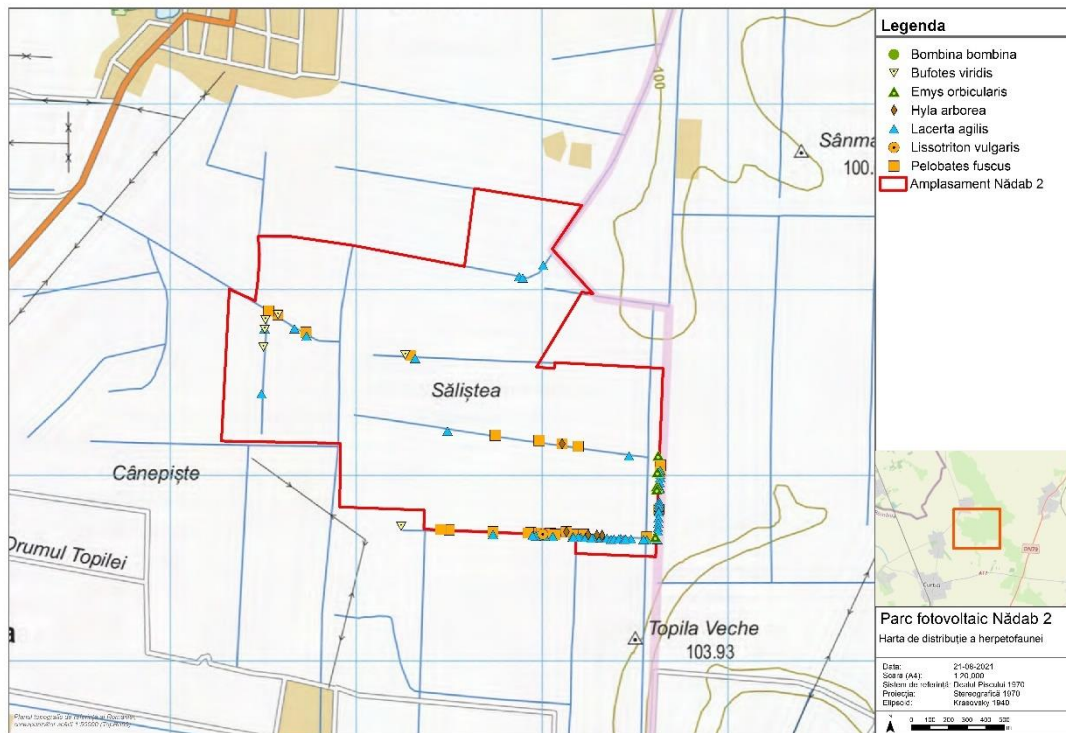 Legenda
Bombina bombina
Bufotes viridis
Emys orbicularis
Hyla arborea
Lacerta agilis
Lissotriton vulgaris
Pelobates fuscus
Amplasament Nădab 2
100
Sânma
100.
Săliștea
Cânepiște
Drumul Topilei
a
Topila Veche
103.93
Parc fotovoltaic Nădab 2
Harta de distribuție a herpetofaunei
Data: 21-08-2021
Scara (A4): 1:20,000
Sistem de referință: Dealul Piscului 1970
Proiecția: Stereografică 1970
Elipsoid: Krasovsky 1940
N
0 100 200 300 400 500
m